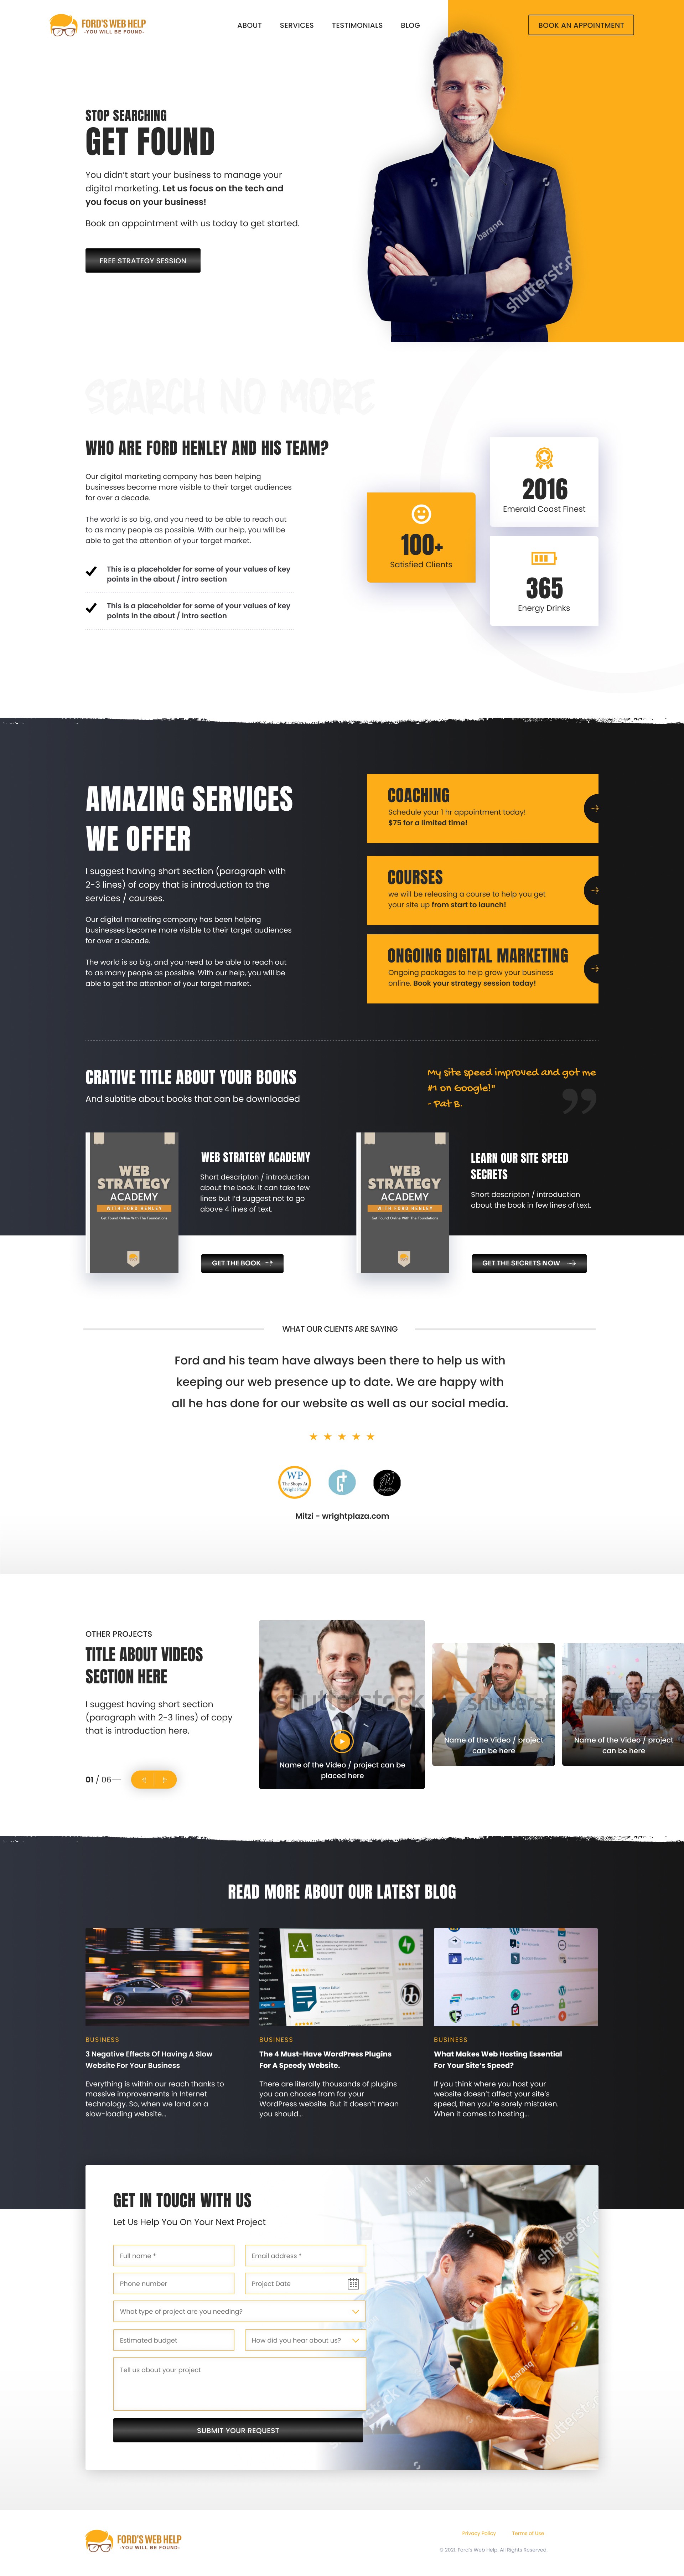 FORD'S WEB HELP
-YOU WILL BE FOUND-
ABOUT
SERVICES
TESTIMONIALS
BLOG
BOOK AN APPOINTMENT
STOP SEARCHING
GET FOUND
You didn't start your business to manage your
digital marketing. Let us focus on the tech and
you focus on your business!
Book an appointment with us today to get started.
FREE STRATEGY SESSION
baranq
shutterstock
SEARCH NO MORE
WHO ARE FORD HENLEY AND HIS TEAM?
Our digital marketing company has been helping
businesses become more visible to their target audiences
for over a decade.
The world is so big, and you need to be able to reach out
to as many people as possible. With our help, you will be
able to get the attention of your target market.
This is a placeholder for some of your values of key
points in the about / intro section
This is a placeholder for some of your values of key
points in the about / intro section
100+
Satisfied Clients
2016
Emerald Coast Finest
365
Energy Drinks
AMAZING SERVICES
WE OFFER
I suggest having short section (paragraph with
2-3 lines) of copy that is introduction to the
services / courses.
Our digital marketing company has been helping
businesses become more visible to their target audiences
for over a decade.
The world is so big, and you need to be able to reach out
to as many people as possible. With our help, you will be
able to get the attention of your target market.
COACHING
Schedule your 1 hr appointment today!
$75 for a limited time!
COURSES
we will be releasing a course to help you get
your site up from start to launch!
ONGOING DIGITAL MARKETING
Ongoing packages to help grow your business
online. Book your strategy session today!
CRATIVE TITLE ABOUT YOUR BOOKS
And subtitle about books that can be downloaded
My site speed improved and got me
#1 on Google!"
- Pat B.
WEB
STRATEGY
ACADEMY
WITH FORD HENLEY
Get Found Online With The Foundations
WEB STRATEGY ACADEMY
Short descripton / introduction
about the book. It can take few
lines but I'd suggest not to go
above 4 lines of text.
GET THE BOOK
WEB
STRATEGY
ACADEMY
WITH FORD HENLEY
Get Found Online With The Foundations
LEARN OUR SITE SPEED
SECRETS
Short descripton / introduction
about the book in few lines of text.
GET THE SECRETS NOW
WHAT OUR CLIENTS ARE SAYING
Ford and his team have always been there to help us with
keeping our web presence up to date. We are happy with
all he has done for our website as well as our social media.
WP
The Shops At
Wright Plaza
Mitzi - wrightplaza.com
OTHER PROJECTS
TITLE ABOUT VIDEOS
SECTION HERE
I suggest having short section
(paragraph with 2-3 lines) of copy
that is introduction here.
01 / 06
shutterstock
Name of the Video / project can be
placed here
shutterst
Name of the Video / project
can be here
shutterst
Name of the Video / project
can be here
READ MORE ABOUT OUR LATEST BLOG
BUSINESS
3 Negative Effects Of Having A Slow
Website For Your Business
Everything is within our reach thanks to
massive improvements in Internet
technology. So, when we land on a
slow-loading website...
BUSINESS
The 4 Must-Have WordPress Plugins
For A Speedy Website.
There are literally thousands of plugins
you can choose from for your
WordPress website. But it doesn't mean
you should...
BUSINESS
What Makes Web Hosting Essential
For Your Site's Speed?
If you think where you host your
website doesn't affect your site's
speed, then you're sorely mistaken.
When it comes to hosting...
GET IN TOUCH WITH US
Let Us Help You On Your Next Project
Full name *
Email address *
Phone number
Project Date
What type of project are you needing?
Estimated budget
How did you hear about us?
Tell us about your project
SUBMIT YOUR REQUEST
baranq
FORD'S WEB HELP
-YOU WILL BE FOUND-
Privacy Policy
Terms of Use
© 2021. Ford's Web Help. All Rights Reserved.